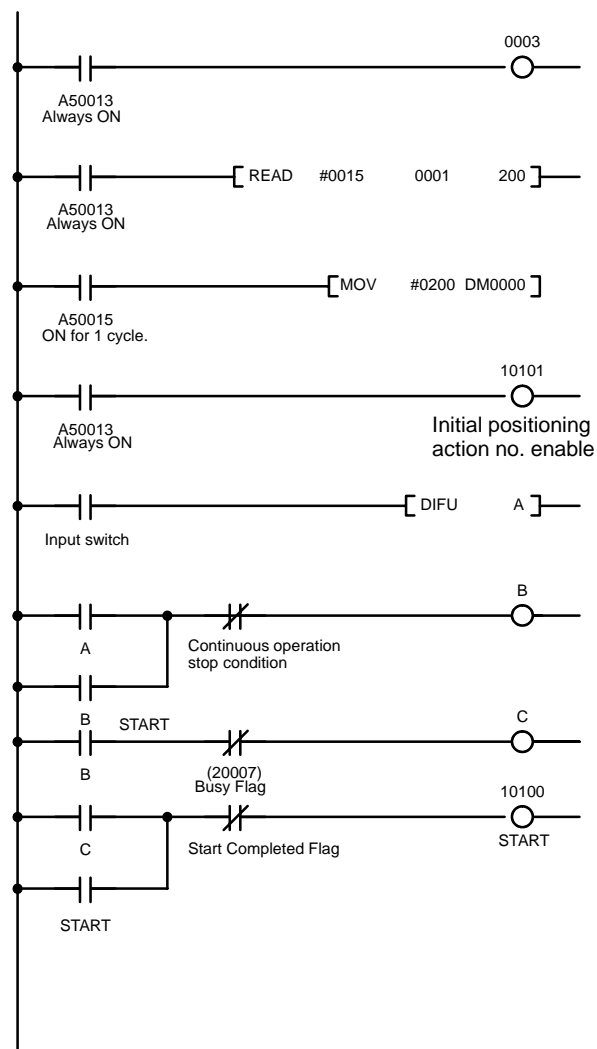 0003
A50013
Always ON
READ #0015 0001 200
A50013
Always ON
MOV #0200 DM0000
A50015
ON for 1 cycle.
10101
A50013
Always ON
Initial positioning
action no. enable
DIFU A
Input switch
B
A
Continuous operation
stop condition
B
START
C
B
(20007)
Busy Flag
10100
C
Start Completed Flag
START
START